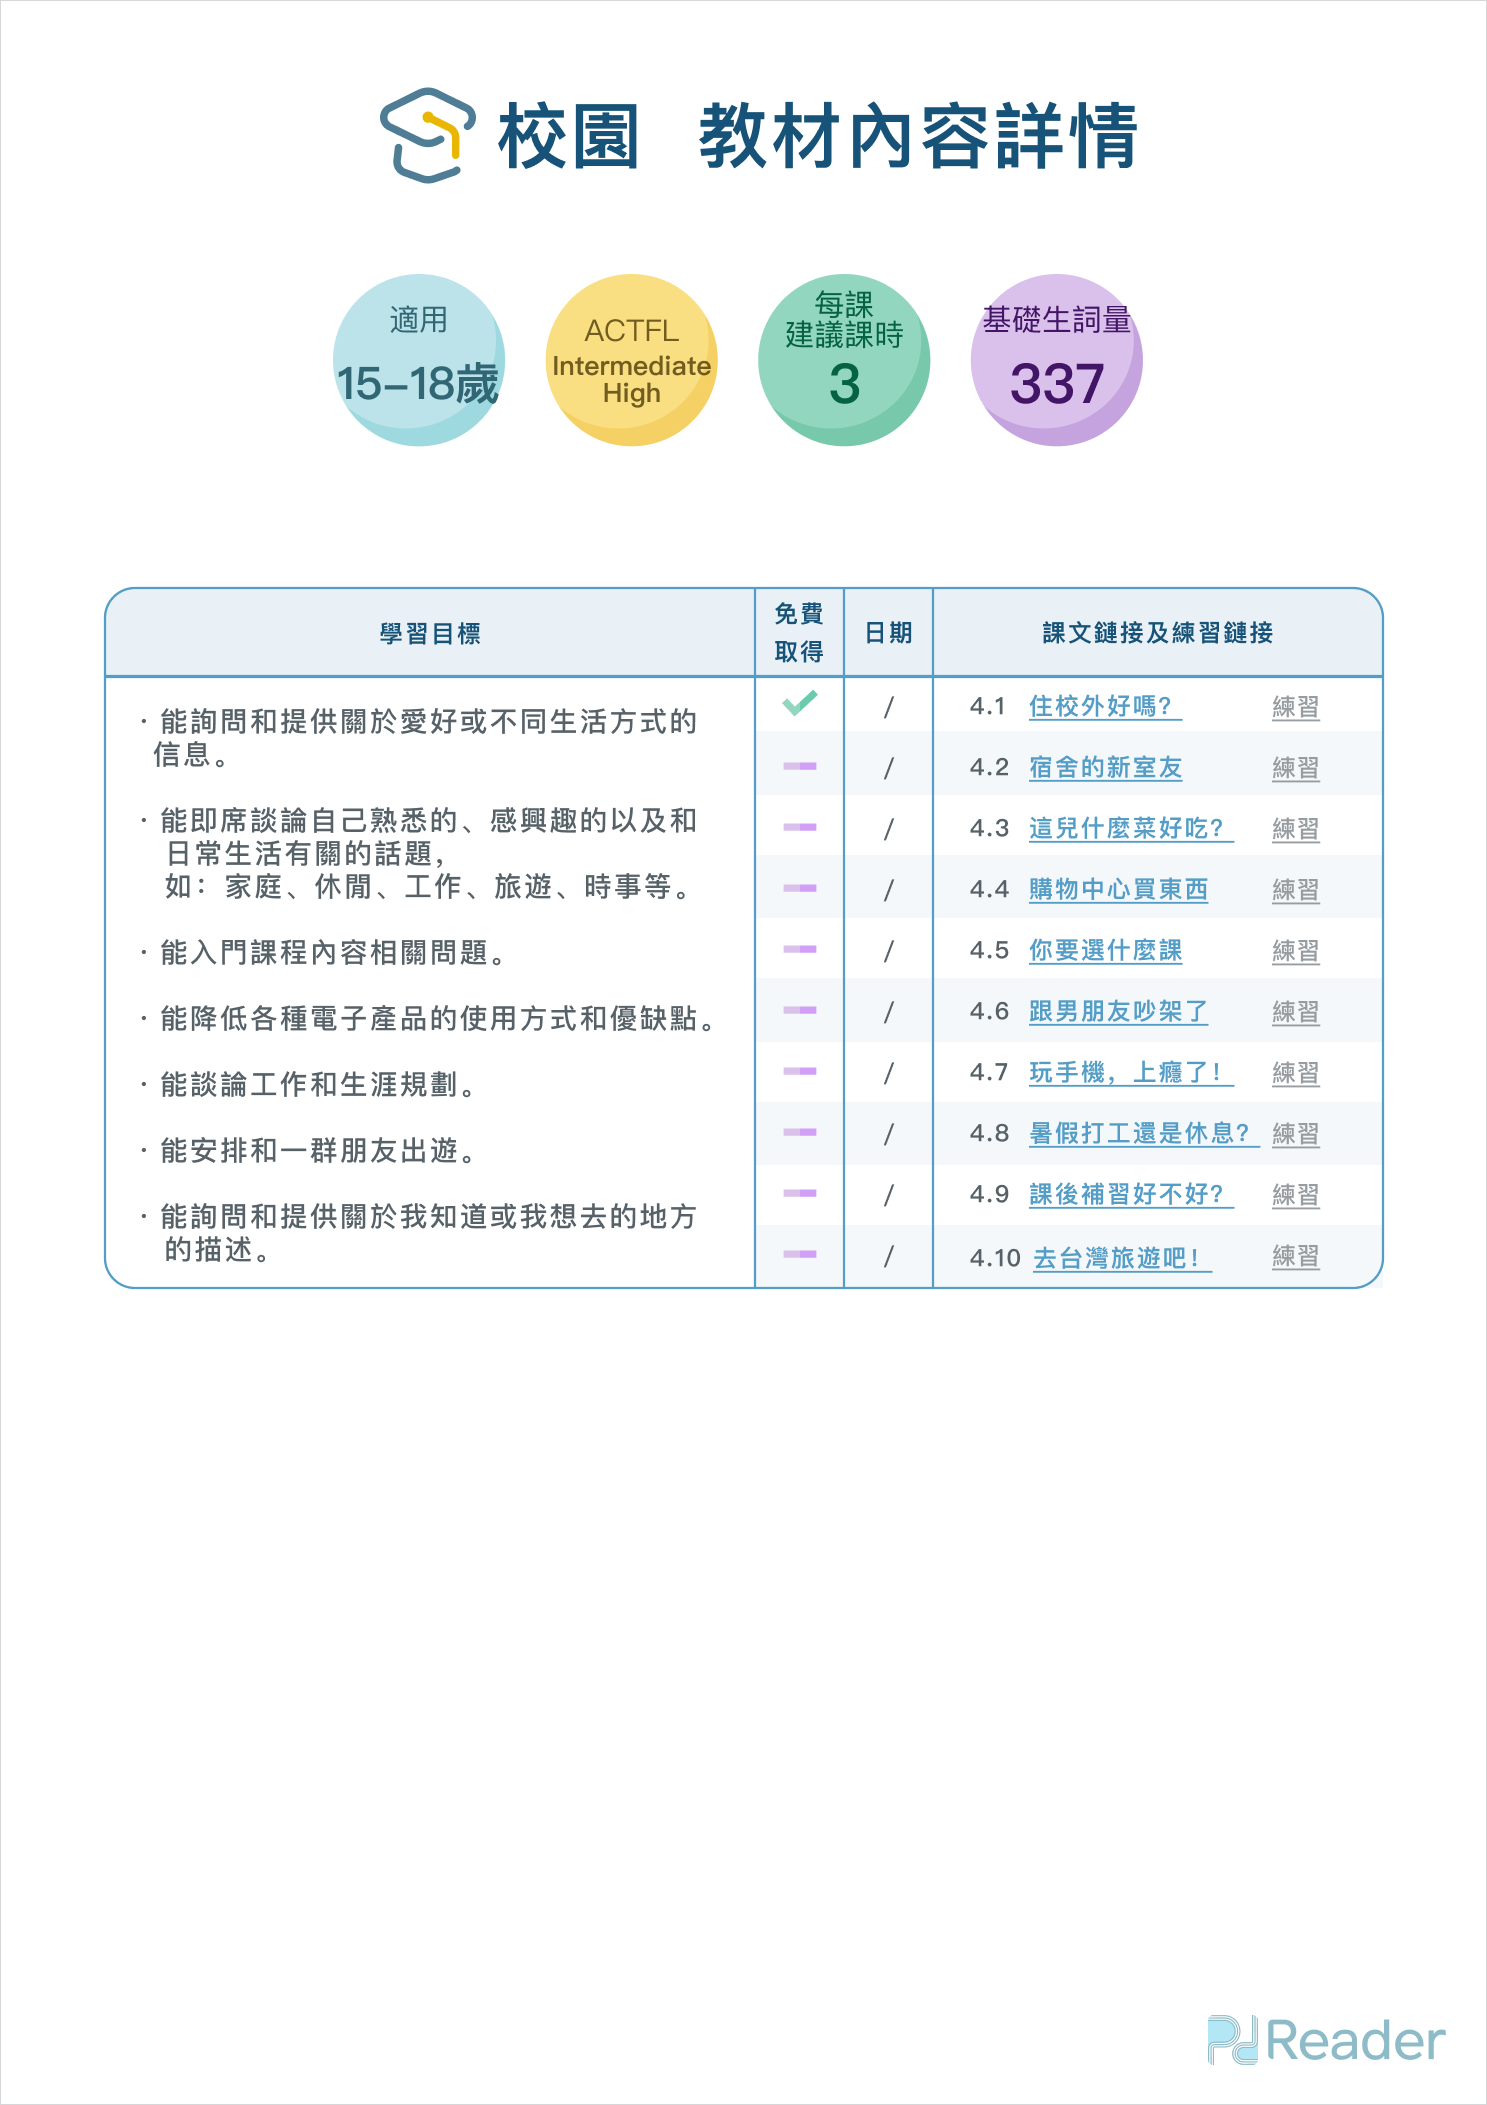 校園 教材內容詳情
適用
15–18歲
ACTFL
Intermediate
High
每課
建議課時
3
基礎生詞量
337
學習目標
免費
取得
日期
課文鏈接及練習鏈接
· 能詢問和提供關於愛好或不同生活方式的
信息。
· 能即席談論自己熟悉的、感興趣的以及和
日常生活有關的話題，
如：家庭、休閒、工作、旅遊、時事等。
· 能入門課程內容相關問題。
· 能降低各種電子產品的使用方式和優缺點。
· 能談論工作和生涯規劃。
· 能安排和一群朋友出遊。
· 能詢問和提供關於我知道或我想去的地方
的描述。
/ 4.1 住校外好嗎？ 練習
/ 4.2 宿舍的新室友 練習
/ 4.3 這兒什麼菜好吃？ 練習
/ 4.4 購物中心買東西 練習
/ 4.5 你要選什麼課 練習
/ 4.6 跟男朋友吵架了 練習
/ 4.7 玩手機，上癮了！ 練習
/ 4.8 暑假打工還是休息？ 練習
/ 4.9 課後補習好不好？ 練習
/ 4.10 去台灣旅遊吧！ 練習
Reader